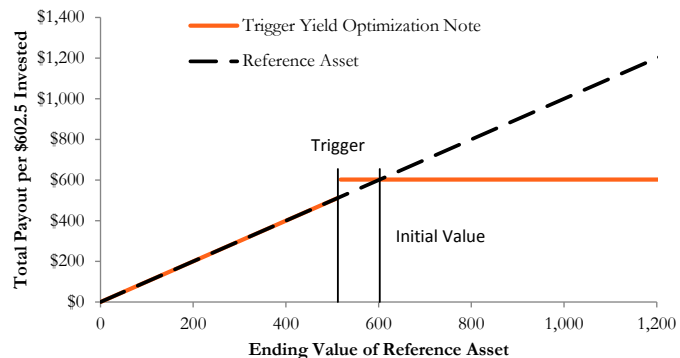 $1,400
$1,200
$1,000
$800
$600
$400
$200
$0
Total Payout per $602.5 Invested
Trigger Yield Optimization Note
Reference Asset
Trigger
Initial Value
0
200
400
600
800
1,000
1,200
Ending Value of Reference Asset